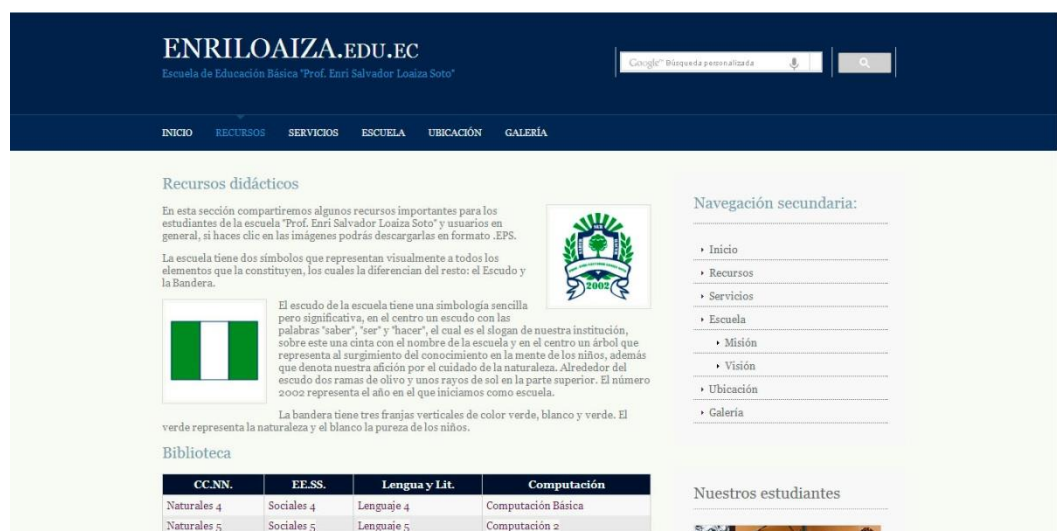 ENRILOAIZA.EDU.EC
Escuela de Educación Básica "Prof. Enri Salvador Loaiza Soto"
Google™ Búsqueda personalizada
INICIO RECURSOS SERVICIOS ESCUELA UBICACIÓN GALERÍA
Recursos didácticos
En esta sección compartiremos algunos recursos importantes para los
estudiantes de la escuela "Prof. Enri Salvador Loaiza Soto" y usuarios en
general, si haces clic en las imágenes podrás descargarlas en formato .EPS.
La escuela tiene dos símbolos que representan visualmente a todos los
elementos que la constituyen, los cuales la diferencian del resto: el Escudo y
la Bandera.
SER
2002
El escudo de la escuela tiene una simbología sencilla
pero significativa, en el centro un escudo con las
palabras "saber", "ser" y "hacer", el cual es el slogan de nuestra institución,
sobre este una cinta con el nombre de la escuela y en el centro un árbol que
representa al surgimiento del conocimiento en la mente de los niños, además
que denota nuestra afición por el cuidado de la naturaleza. Alrededor del
escudo dos ramas de olivo y unos rayos de sol en la parte superior. El número
2002 representa el año en el que iniciamos como escuela.
La bandera tiene tres franjas verticales de color verde, blanco y verde. El
verde representa la naturaleza y el blanco la pureza de los niños.
Biblioteca
CC.NN. EE.SS. Lengua y Lit. Computación
Naturales 4 Sociales 4 Lenguaje 4 Computación Básica
Naturales 5 Sociales 5 Lenguaje 5 Computación 2
Navegación secundaria:
Inicio
Recursos
Servicios
Escuela
Misión
Visión
Ubicación
Galería
Nuestros estudiantes